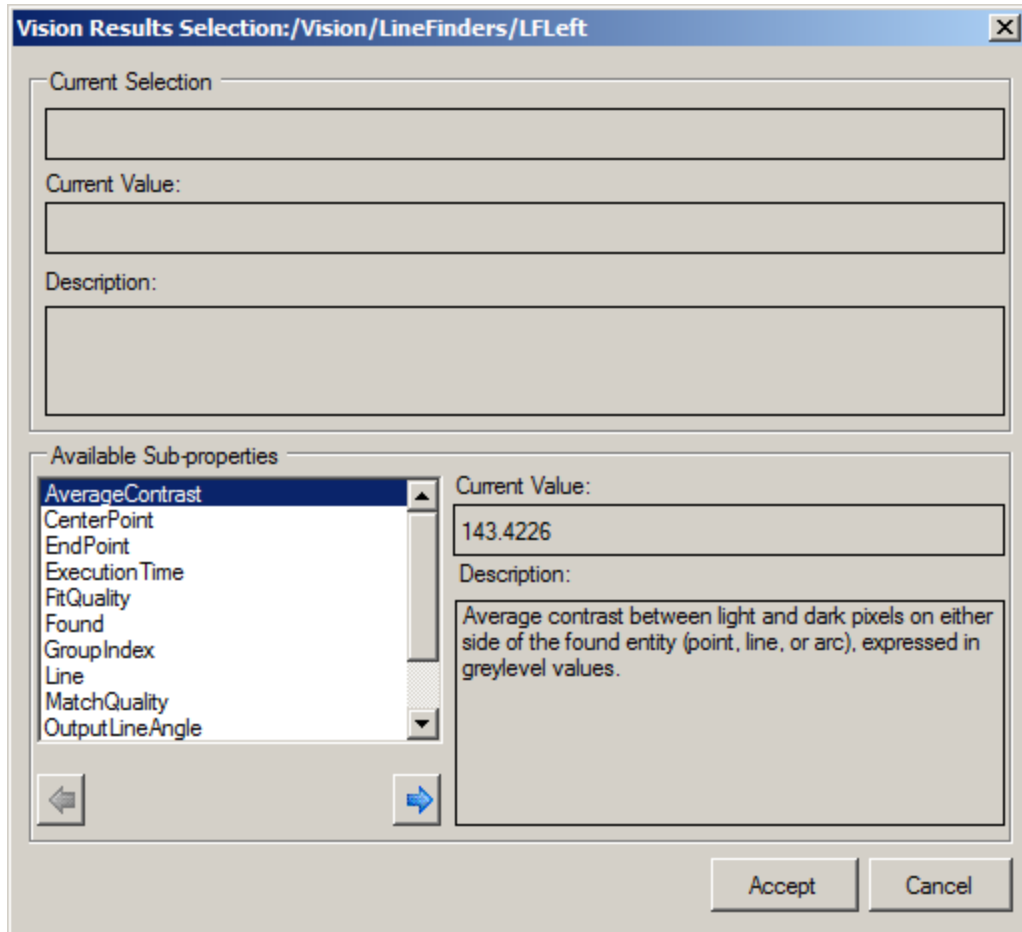 Vision Results Selection:/Vision/LineFinders/LFLeft
Current Selection
Current Value:
Description:
Available Sub-properties
AverageContrast
CenterPoint
EndPoint
ExecutionTime
FitQuality
Found
GroupIndex
Line
MatchQuality
OutputLineAngle
Current Value:
143.4226
Description:
Average contrast between light and dark pixels on either
side of the found entity (point, line, or arc), expressed in
greylevel values.
Accept
Cancel